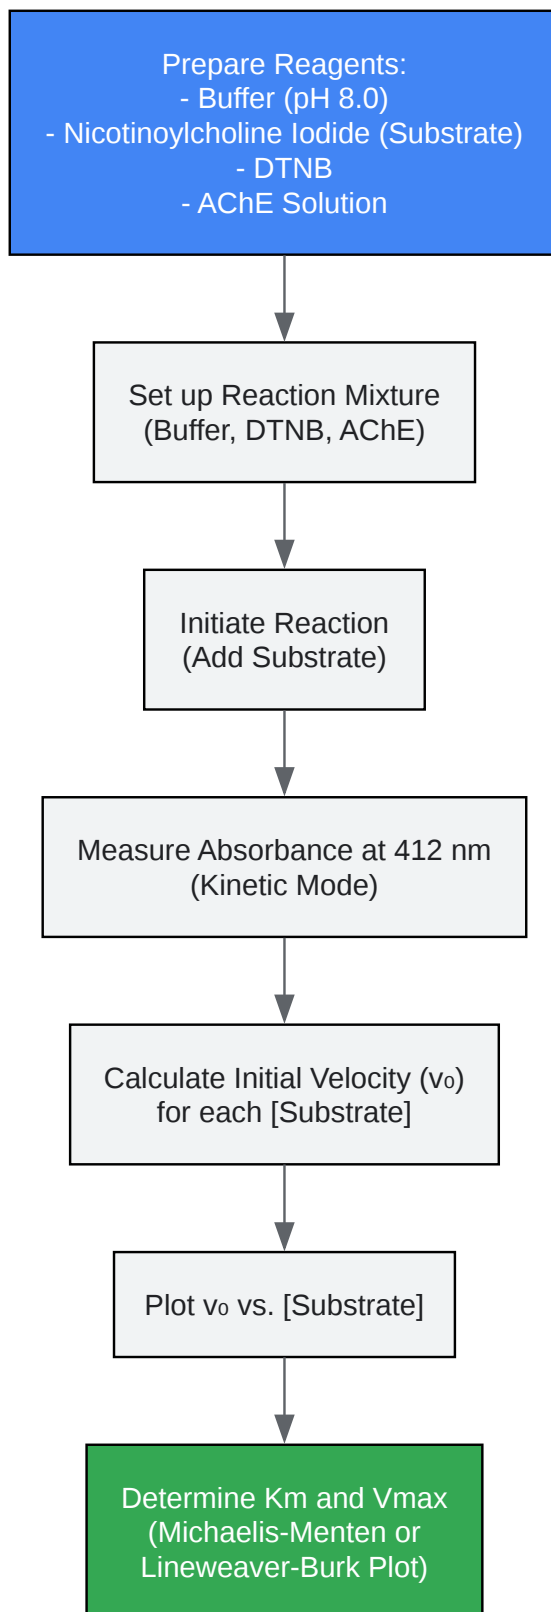 Prepare Reagents:
- Buffer (pH 8.0)
- Nicotinoylcholine Iodide (Substrate)
- DTNB
- AChE Solution
Set up Reaction Mixture
(Buffer, DTNB, AChE)
Initiate Reaction
(Add Substrate)
Measure Absorbance at 412 nm
(Kinetic Mode)
Calculate Initial Velocity (v₀)
for each [Substrate]
Plot v₀ vs. [Substrate]
Determine Km and Vmax
(Michaelis-Menten or
Lineweaver-Burk Plot)